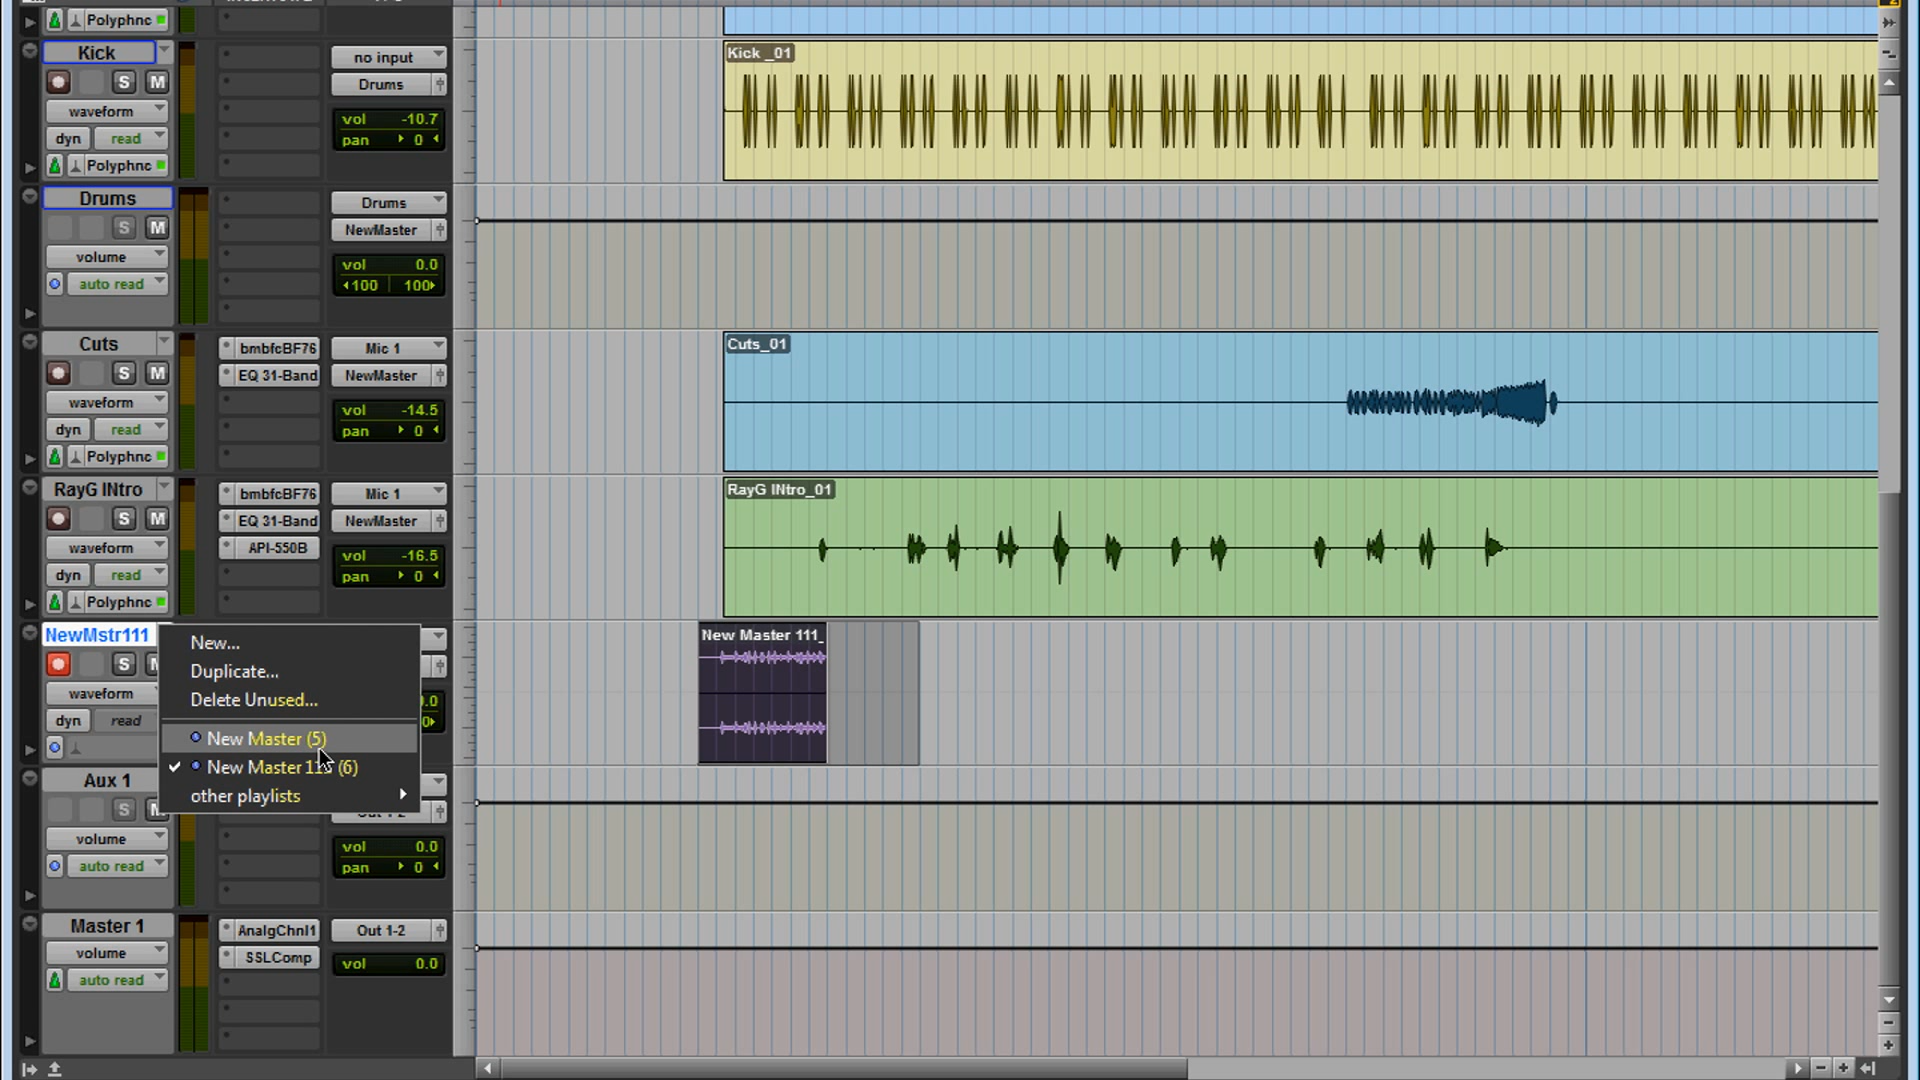 Polyphnc
Kick
no input
Kick _01
S M
Drums
waveform
vol -10.7
dyn read
pan 0
Polyphnc
Drums
Drums
S M
NewMaster
volume
vol 0.0
auto read
100 100
Cuts
bmbfcBF76
Mic 1
Cuts_01
S M
EQ 31-Band
NewMaster
waveform
vol -14.5
dyn read
pan 0
Polyphnc
RayG INtro
bmbfcBF76
Mic 1
RayG INtro_01
S M
EQ 31-Band
NewMaster
waveform
API-550B
vol -16.5
dyn read
pan 0
Polyphnc
NewMstr111
New...
New Master 111_
S
Duplicate...
waveform
Delete Unused...
dyn read
New Master (5)
New Master 11 (6)
other playlists
Aux 1
S
volume
vol 0.0
auto read
pan 0
Master 1
AnalgChnl1
Out 1-2
volume
SSLComp
vol 0.0
auto read